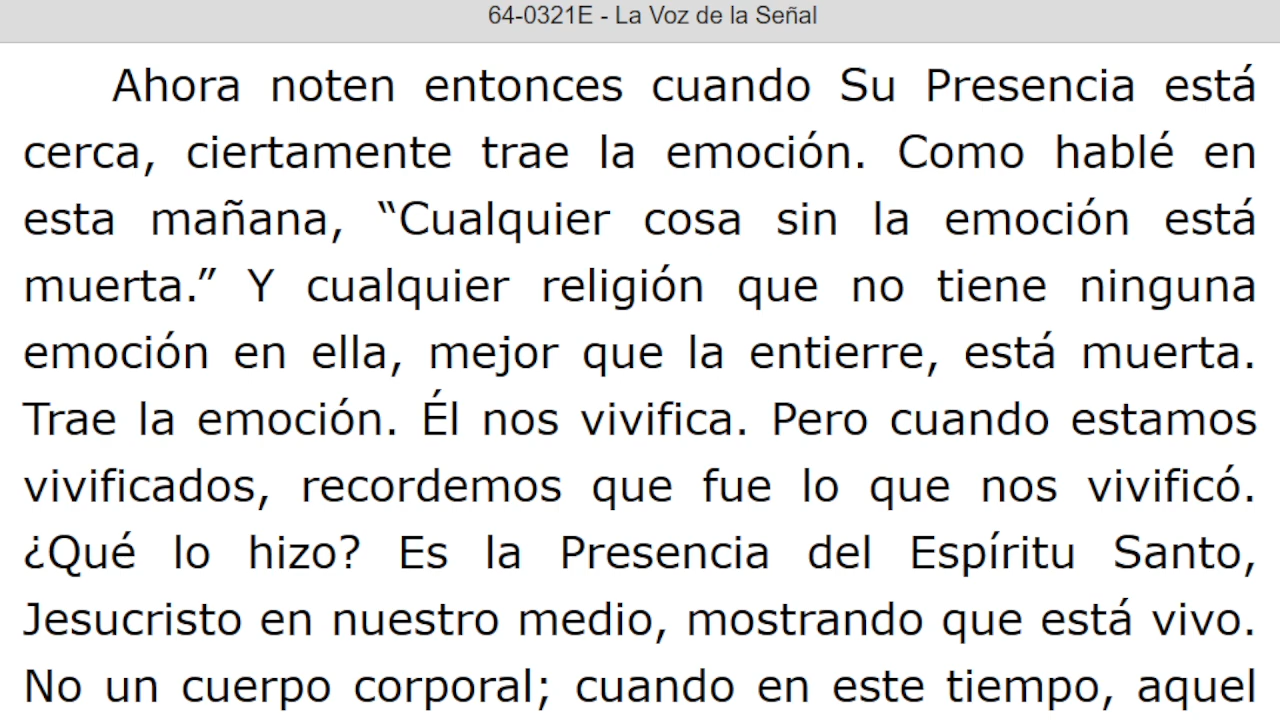 64-0321E - La Voz de la Señal
Ahora noten entonces cuando Su Presencia está
cerca, ciertamente trae la emoción. Como hablé en
esta mañana, “Cualquier cosa sin la emoción está
muerta.” Y cualquier religión que no tiene ninguna
emoción en ella, mejor que la entierre, está muerta.
Trae la emoción. Él nos vivifica. Pero cuando estamos
vivificados, recordemos que fue lo que nos vivificó.
¿Qué lo hizo? Es la Presencia del Espíritu Santo,
Jesucristo en nuestro medio, mostrando que está vivo.
No un cuerpo corporal; cuando en este tiempo, aquel